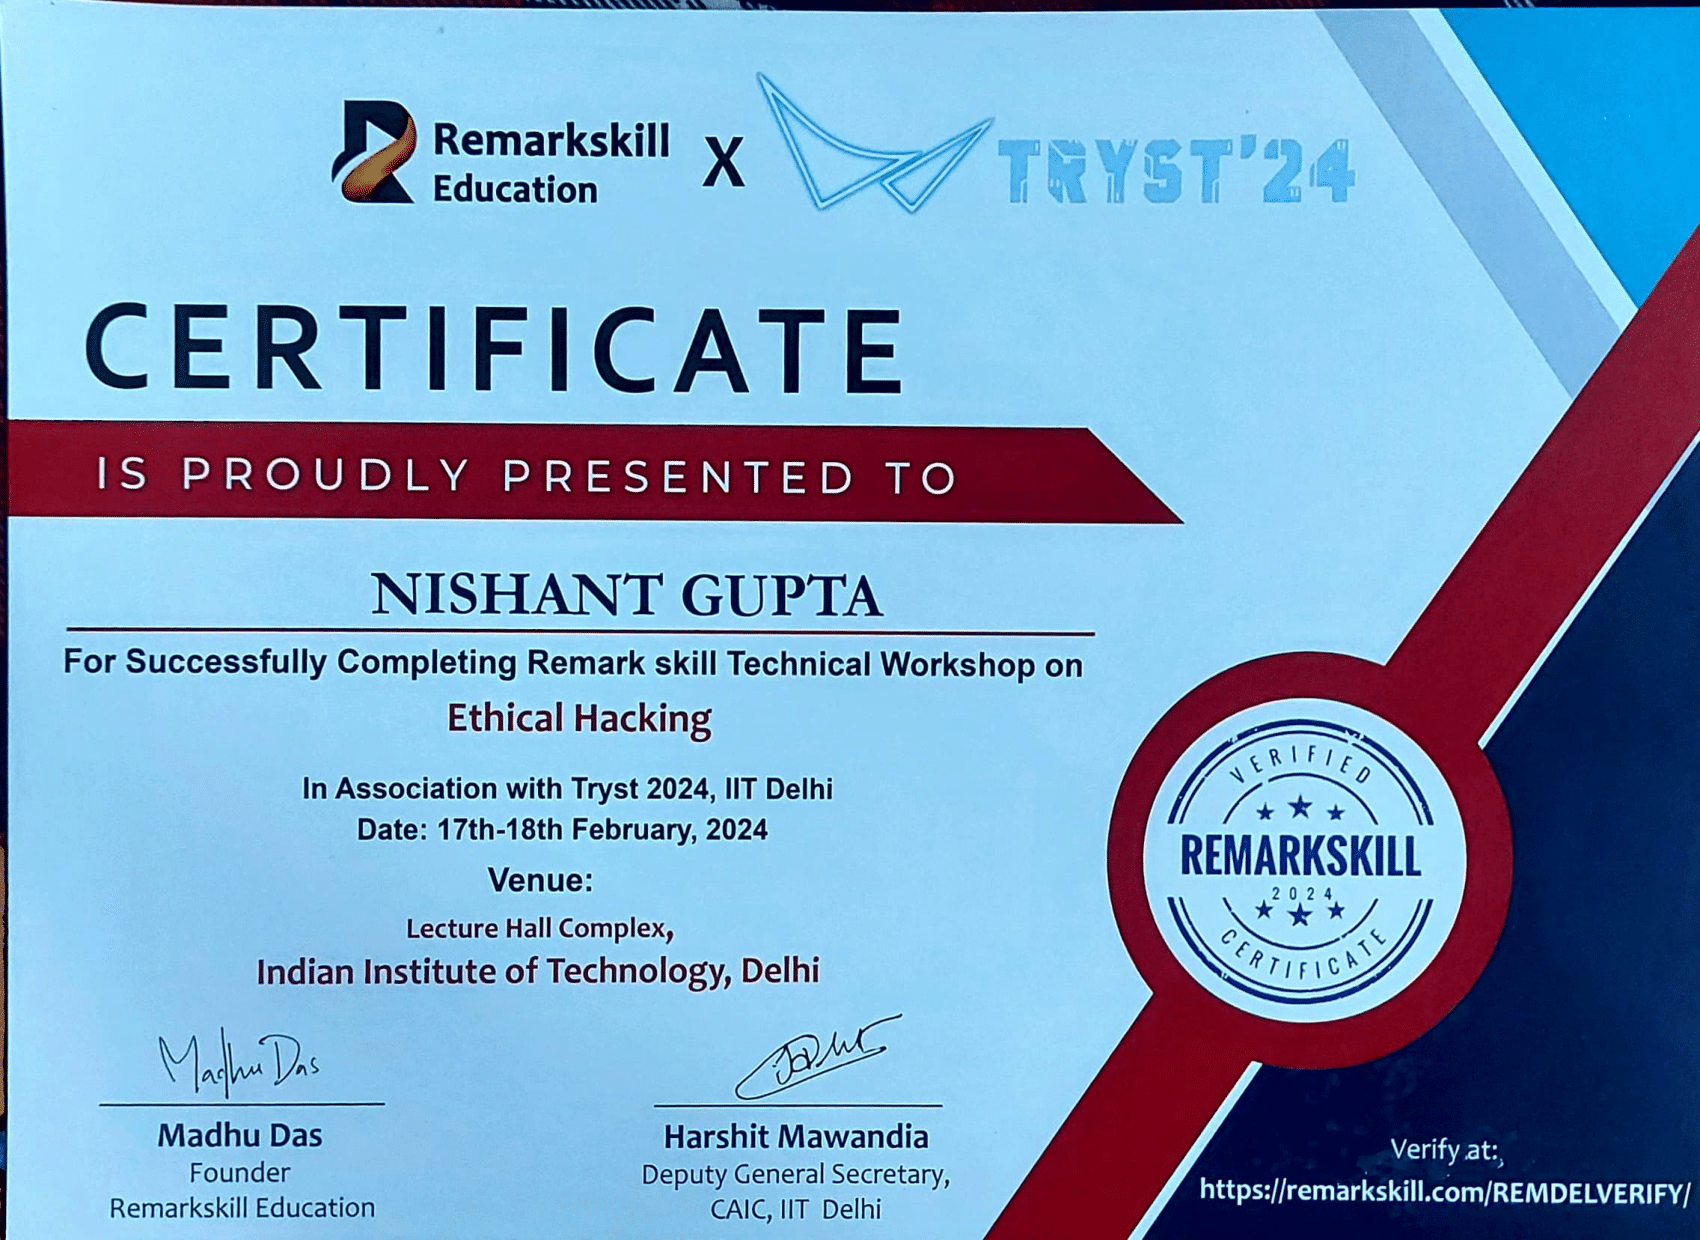 Remarkskill
Education
X
TRYST'24
CERTIFICATE
IS PROUDLY PRESENTED TO
NISHANT GUPTA
For Successfully Completing Remark skill Technical Workshop on
Ethical Hacking
In Association with Tryst 2024, IIT Delhi
Date: 17th-18th February, 2024
Venue:
Lecture Hall Complex,
Indian Institute of Technology, Delhi
VERIFIED
REMARKSKILL
2024
CERTIFICATE
Madhu Das
Madhu Das
Founder
Remarkskill Education
Harshit Mawandia
Deputy General Secretary,
CAIC, IIT Delhi
Verify at:
https://remarkskill.com/REMDELVERIFY/